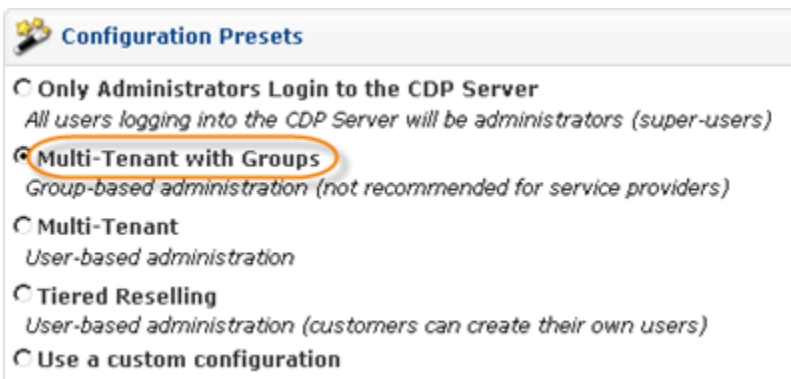 Configuration Presets
Only Administrators Login to the CDP Server
All users logging into the CDP Server will be administrators (super-users)
Multi-Tenant with Groups
Group-based administration (not recommended for service providers)
Multi-Tenant
User-based administration
Tiered Reselling
User-based administration (customers can create their own users)
Use a custom configuration